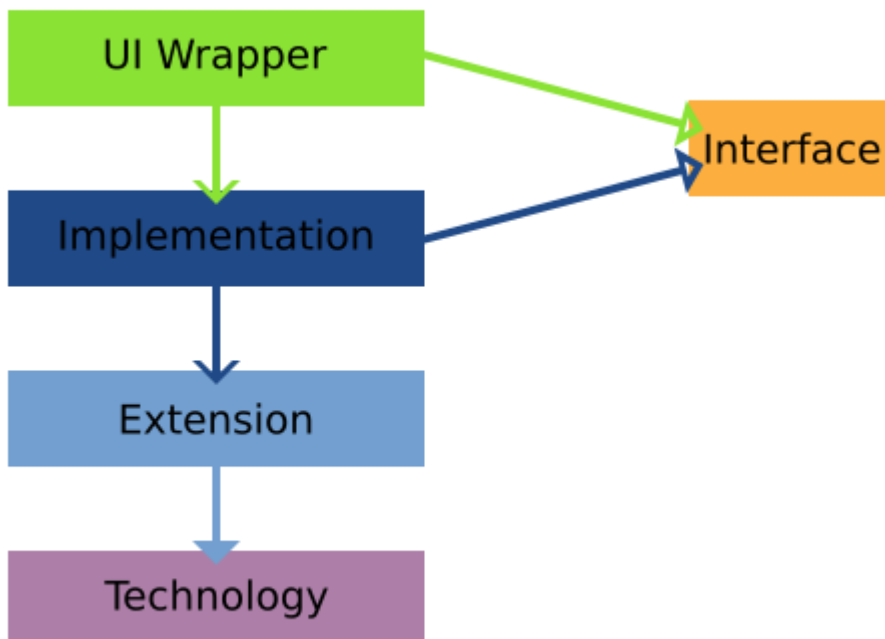 UI Wrapper
Interface
Implementation
Extension
Technology